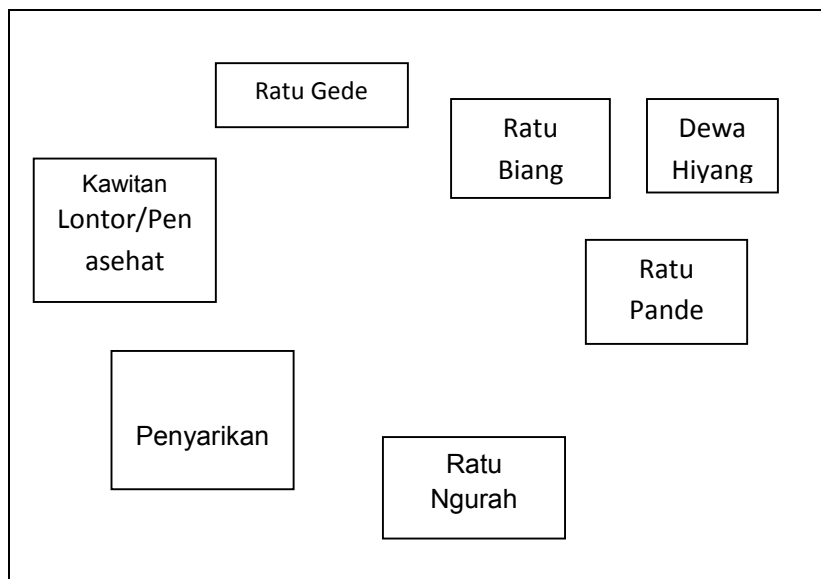 Ratu Gede
Ratu
Biang
Dewa
Hiyang
Kawitan
Lontor/Pen
asehat
Ratu
Pande
Penyarikan
Ratu
Ngurah